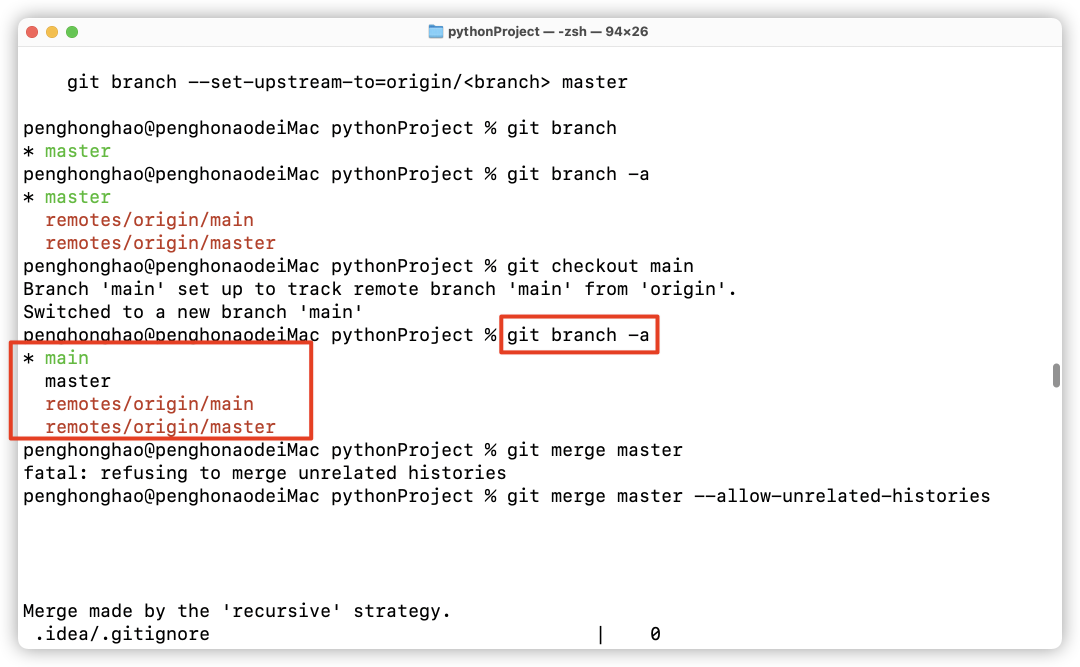 pythonProject — -zsh — 94×26
git branch --set-upstream-to=origin/<branch> master
penghonghao@penghonaodeiMac pythonProject % git branch
* master
penghonghao@penghonaodeiMac pythonProject % git branch -a
* master
remotes/origin/main
remotes/origin/master
penghonghao@penghonaodeiMac pythonProject % git checkout main
Branch 'main' set up to track remote branch 'main' from 'origin'.
Switched to a new branch 'main'
penghonghao@penghonaodeiMac pythonProject % git branch -a
* main
master
remotes/origin/main
remotes/origin/master
penghonghao@penghonaodeiMac pythonProject % git merge master
fatal: refusing to merge unrelated histories
penghonghao@penghonaodeiMac pythonProject % git merge master --allow-unrelated-histories
Merge made by the 'recursive' strategy.
.idea/.gitignore | 0